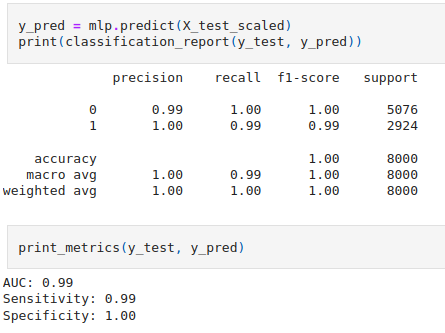 y_pred = mlp.predict(X_test_scaled)
print(classification_report(y_test, y_pred))
precision recall f1-score support
0 0.99 1.00 1.00 5076
1 1.00 0.99 0.99 2924
accuracy 1.00 8000
macro avg 1.00 0.99 1.00 8000
weighted avg 1.00 1.00 1.00 8000
print_metrics(y_test, y_pred)
AUC: 0.99
Sensitivity: 0.99
Specificity: 1.00